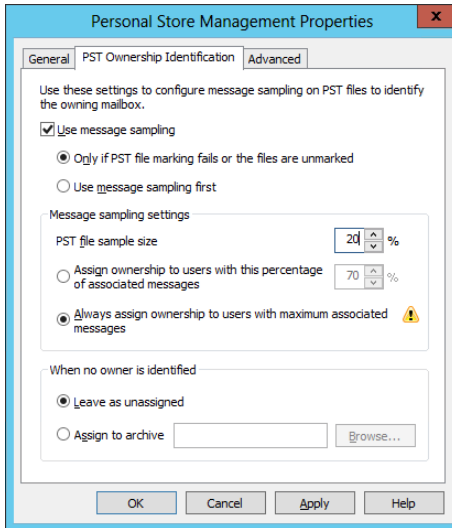 Personal Store Management Properties
x
General
PST Ownership Identification
Advanced
Use these settings to configure message sampling on PST files to identify
the owning mailbox.
Use message sampling
Only if PST file marking fails or the files are unmarked
Use message sampling first
Message sampling settings
PST file sample size
20
%
Assign ownership to users with this percentage
of associated messages
70
%
Always assign ownership to users with maximum associated
messages
When no owner is identified
Leave as unassigned
Assign to archive
Browse...
OK
Cancel
Apply
Help